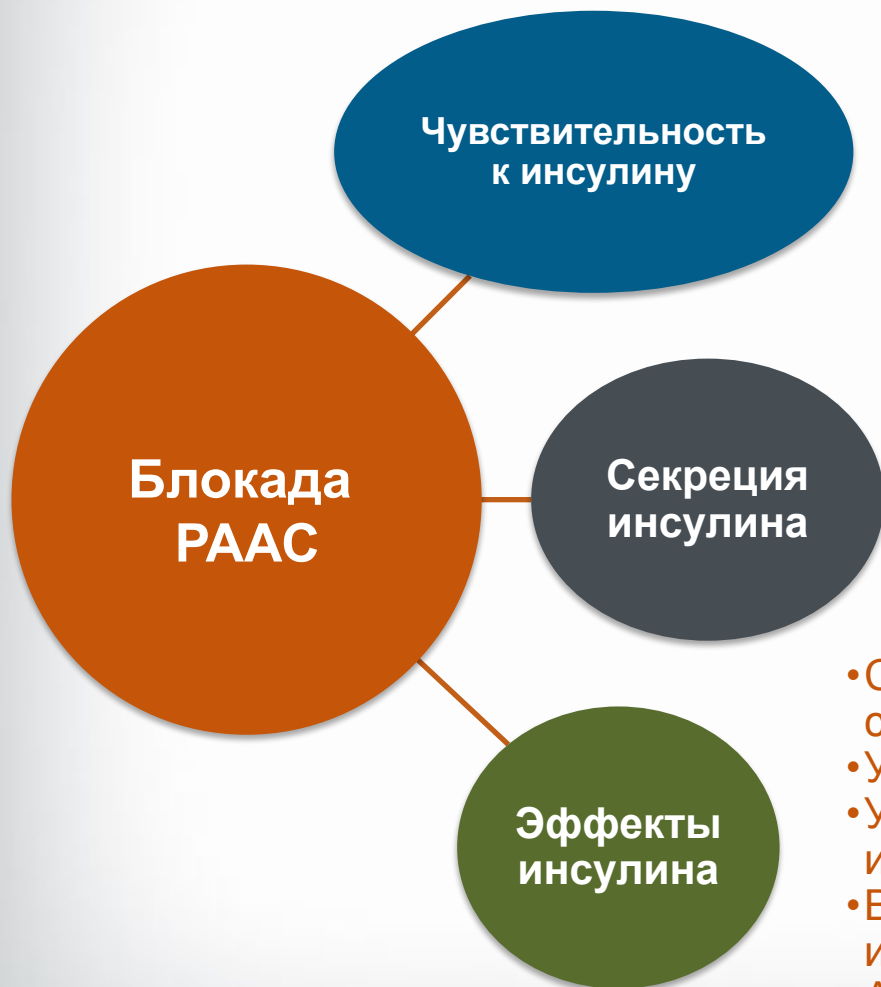 Чувствительность
к инсулину
Блокада
РААС
Секреция
инсулина
Эффекты
инсулина